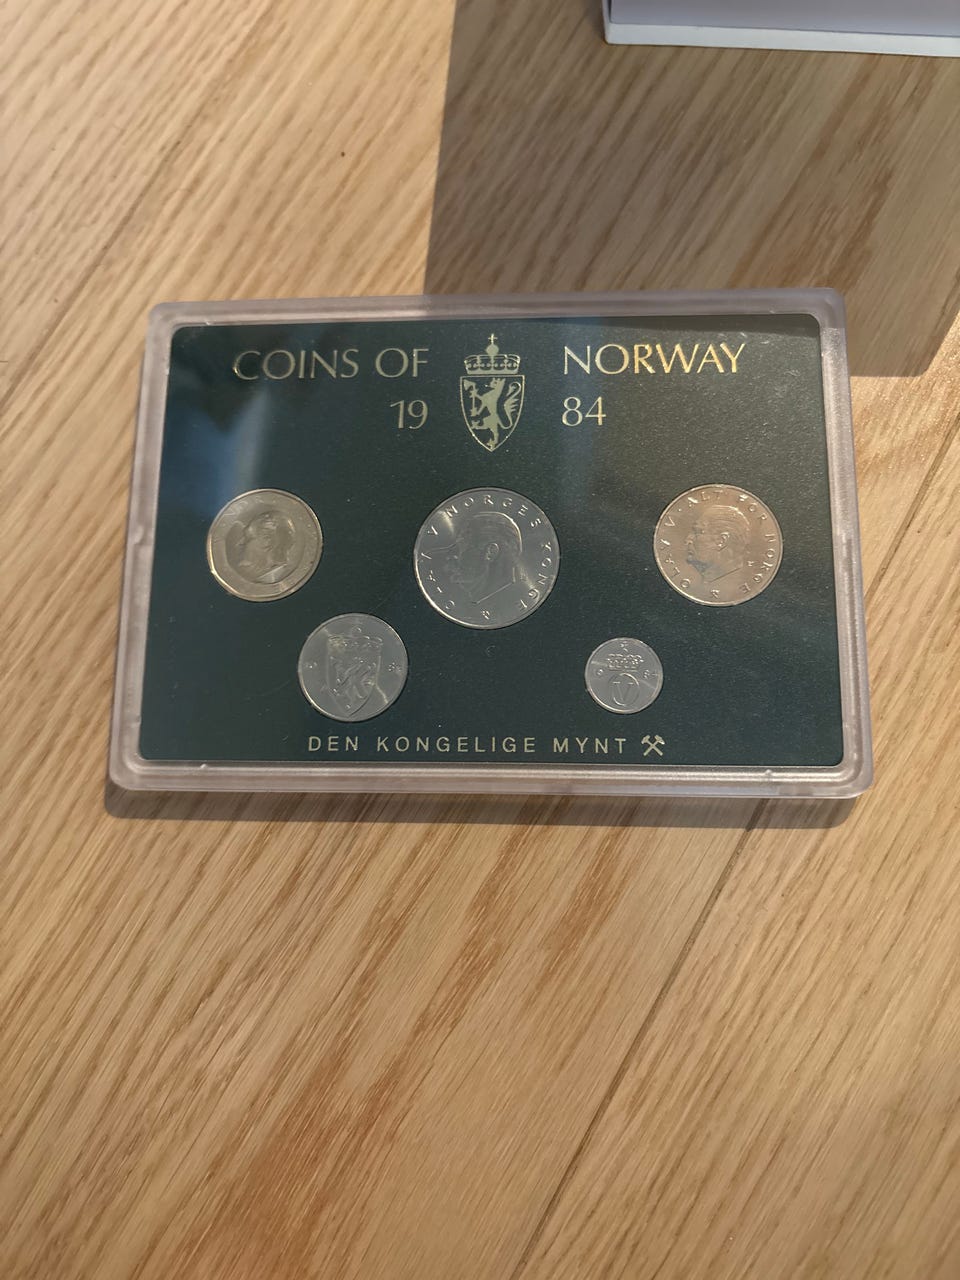 COINS OF NORWAY
19 84
OLAV V NORGES KONGE
OLAV V · ALT FOR NORGE
DEN KONGELIGE MYNT